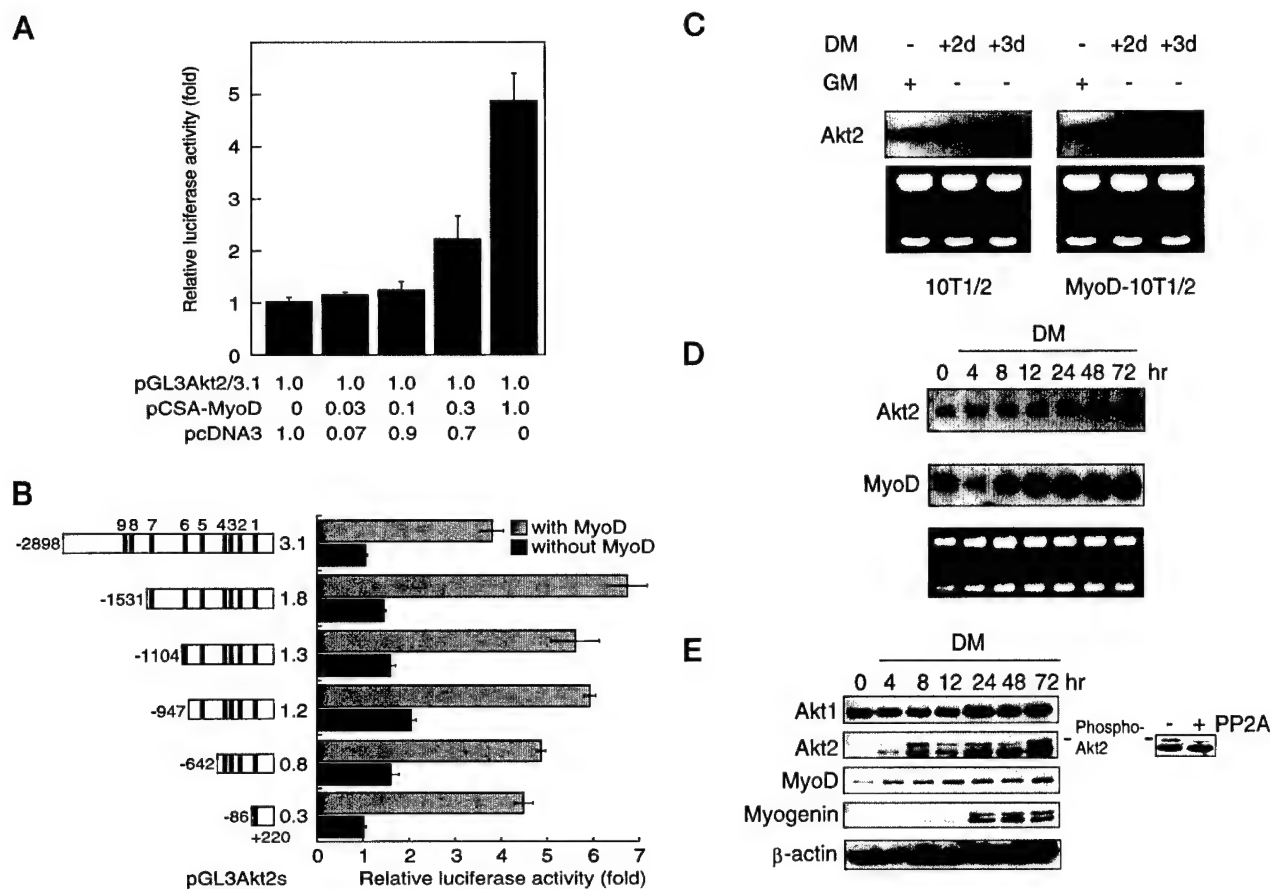 A
Relative luciferase activity (fold)
5
4
3
2
1
0
pGL3Akt2/3.1 1.0 1.0 1.0 1.0 1.0
pCSA-MyoD 0 0.03 0.1 0.3 1.0
pcDNA3 1.0 0.07 0.9 0.7 0
B
98 7 6 5 432 1
-2898 3.1
-1531 1.8
-1104 1.3
-947 1.2
-642 0.8
-86 0.3
+220
pGL3Akt2s
with MyoD
without MyoD
0 1 2 3 4 5 6 7
Relative luciferase activity (fold)
C
DM - +2d +3d - +2d +3d
GM + - - + - -
Akt2
10T1/2 MyoD-10T1/2
D
DM
0 4 8 12 24 48 72 hr
Akt2
MyoD
E
DM
0 4 8 12 24 48 72 hr
Akt1
Akt2
- Phospho-Akt2 -
- + PP2A
MyoD
Myogenin
β-actin